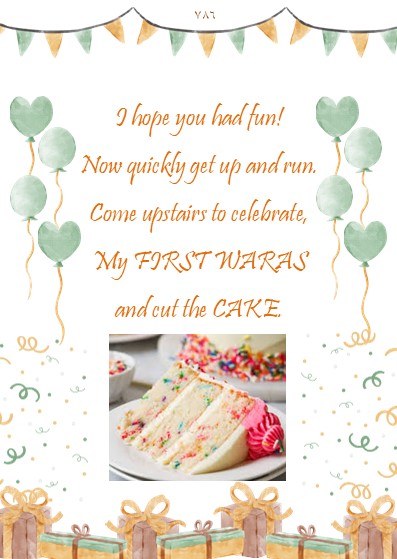 ٧٨٦
I hope you had fun!
Now quickly get up and run.
Come upstairs to celebrate,
My FIRST WARAS
and cut the CAKE.